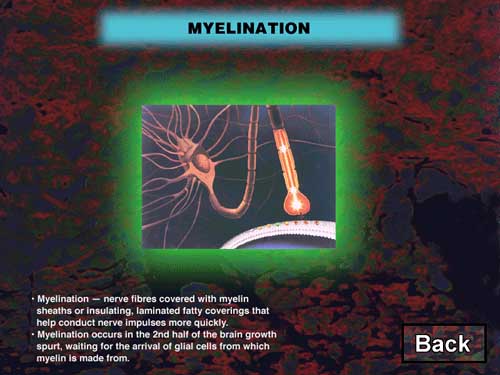 MYELINATION
• Myelination — nerve fibres covered with myelin
sheaths or insulating, laminated fatty coverings that
help conduct nerve impulses more quickly.
• Myelination occurs in the 2nd half of the brain growth
spurt, waiting for the arrival of glial cells from which
myelin is made from.
Back